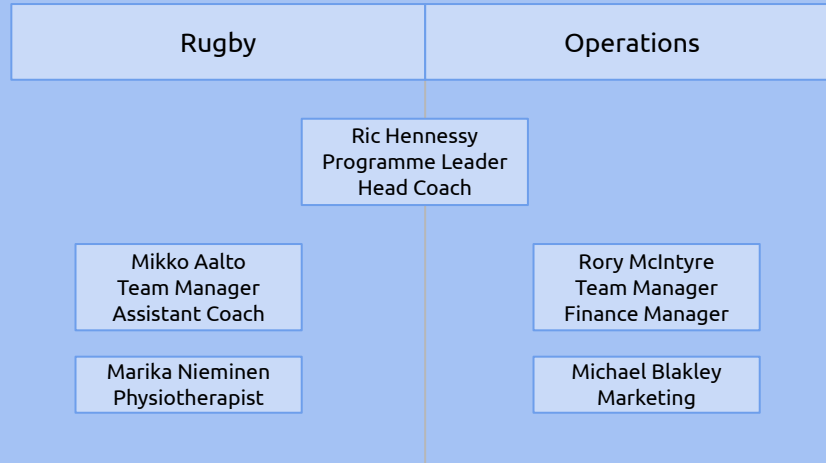 Rugby
Operations
Ric Hennessy
Programme Leader
Head Coach
Mikko Aalto
Team Manager
Assistant Coach
Rory McIntyre
Team Manager
Finance Manager
Marika Nieminen
Physiotherapist
Michael Blakley
Marketing